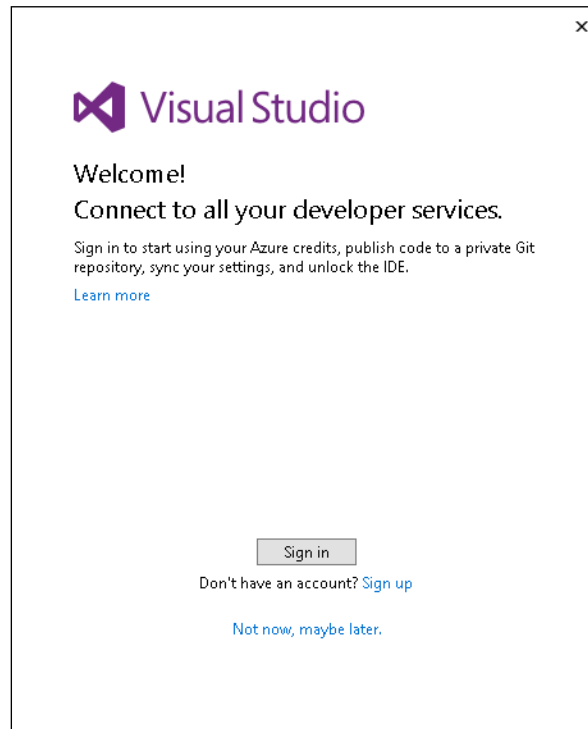 Visual Studio
Welcome!
Connect to all your developer services.
Sign in to start using your Azure credits, publish code to a private Git
repository, sync your settings, and unlock the IDE.
Learn more
Sign in
Don't have an account? Sign up
Not now, maybe later.